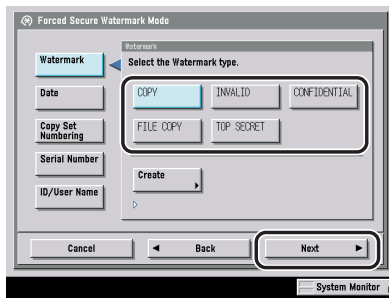 Forced Secure Watermark Mode
Watermark
Watermark
Select the Watermark type.
Date
COPY
INVALID
CONFIDENTIAL
Copy Set
Numbering
FILE COPY
TOP SECRET
Serial Number
Create
ID/User Name
Cancel
Back
Next
System Monitor